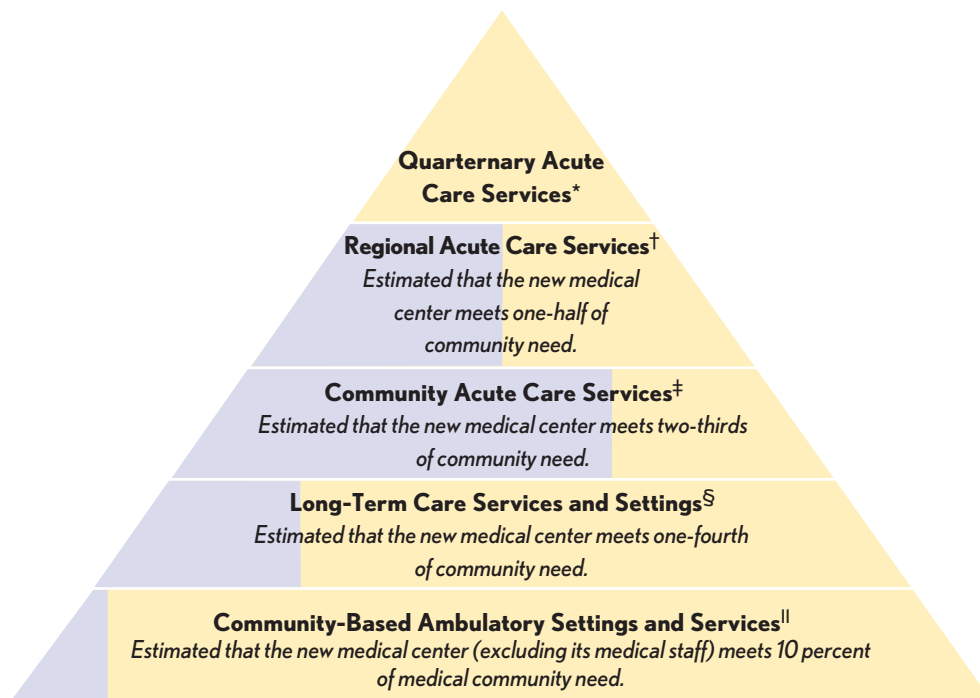 Quarternary Acute
Care Services*
Regional Acute Care Services†
Estimated that the new medical
center meets one-half of
community need.
Community Acute Care Services‡
Estimated that the new medical center meets two-thirds
of community need.
Long-Term Care Services and Settings§
Estimated that the new medical center meets one-fourth
of community need.
Community-Based Ambulatory Settings and Services||
Estimated that the new medical center (excluding its medical staff) meets 10 percent
of medical community need.